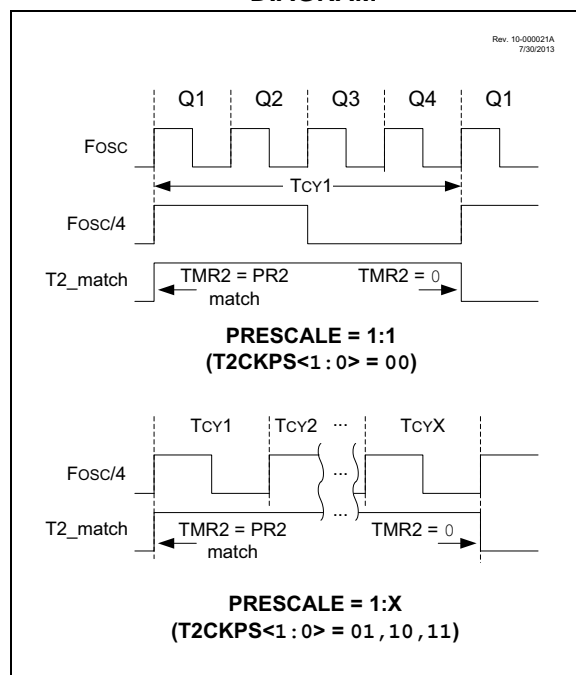 DIAGRAM
Rev. 10-000021A
7/30/2013
Q1 Q2 Q3 Q4 Q1
FOSC
TCY1
FOSC/4
T2_match TMR2 = PR2 TMR2 = 0
match
PRESCALE = 1:1
(T2CKPS<1:0> = 00)
TCY1 TCY2 ... TCYX
FOSC/4 ...
T2_match ...
TMR2 = PR2 TMR2 = 0
match
PRESCALE = 1:X
(T2CKPS<1:0> = 01,10,11)